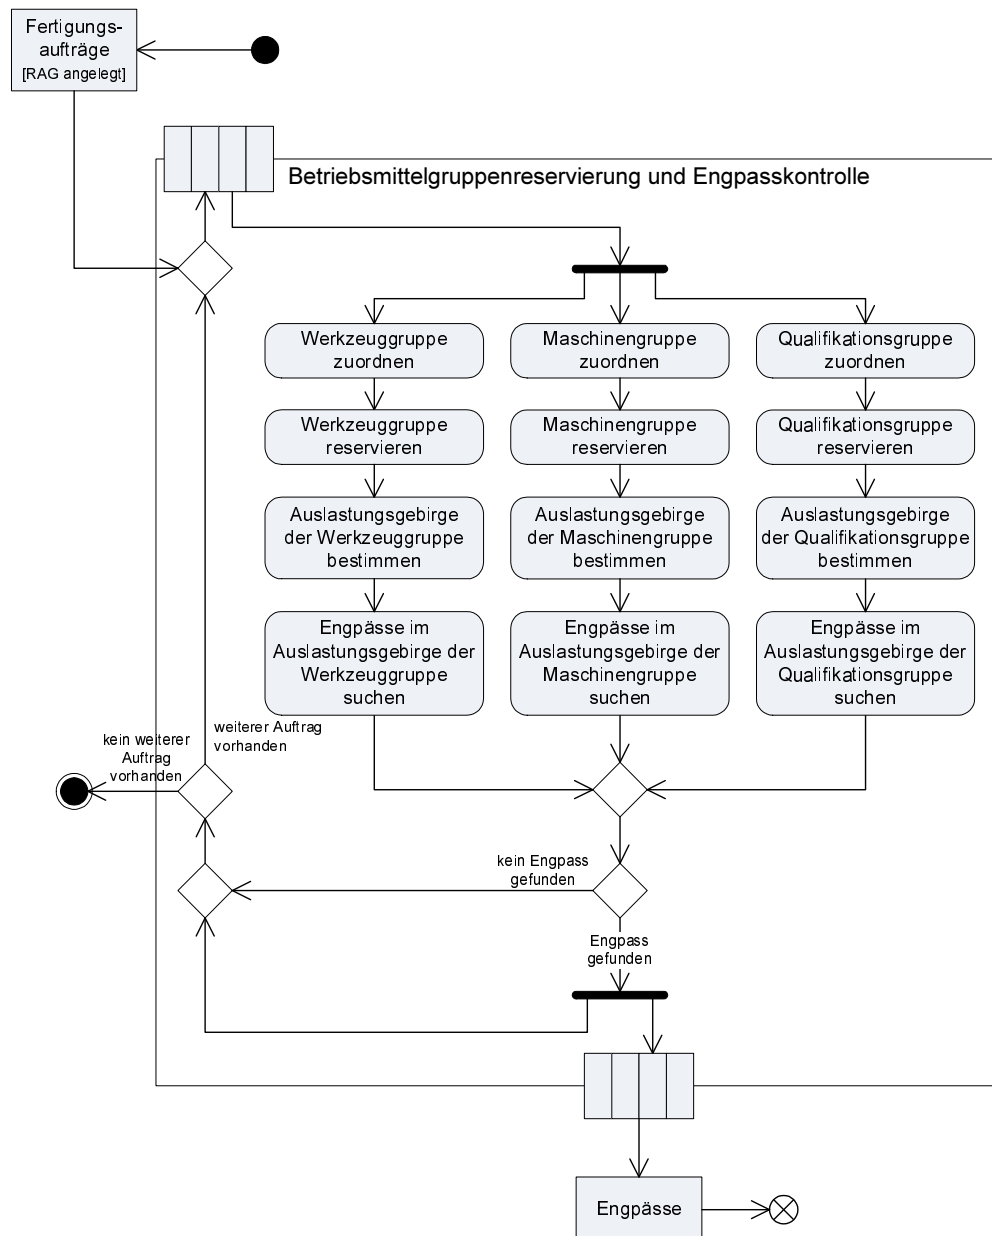 Fertigungs-
aufträge
[RAG angelegt]
Betriebsmittelgruppenreservierung und Engpasskontrolle
Werkzeuggruppe
zuordnen
Maschinengruppe
zuordnen
Qualifikationsgruppe
zuordnen
Werkzeuggruppe
reservieren
Maschinengruppe
reservieren
Qualifikationsgruppe
reservieren
Auslastungsgebirge
der Werkzeuggruppe
bestimmen
Auslastungsgebirge
der Maschinengruppe
bestimmen
Auslastungsgebirge
der Qualifikationsgruppe
bestimmen
Engpässe im
Auslastungsgebirge der
Werkzeuggruppe
suchen
Engpässe im
Auslastungsgebirge der
Maschinengruppe
suchen
Engpässe im
Auslastungsgebirge der
Qualifikationsgruppe
suchen
weiterer Auftrag
vorhanden
kein weiterer
Auftrag
vorhanden
kein Engpass
gefunden
Engpass
gefunden
Engpässe